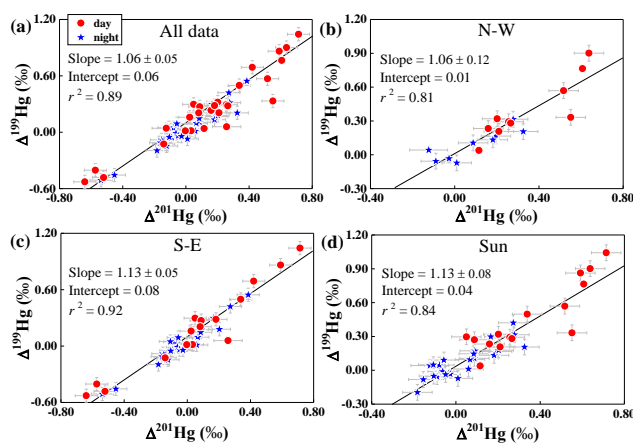 (a)
day
night
All data
Slope = 1.06 ± 0.05
Intercept = 0.06
r² = 0.89
Δ¹⁹⁹Hg (‰)
1.20
0.60
0.00
-0.60
-0.80 -0.40 0.00 0.40 0.80
Δ²⁰¹Hg (‰)
(b)
N-W
Slope = 1.06 ± 0.12
Intercept = 0.01
r² = 0.81
Δ¹⁹⁹Hg (‰)
1.20
0.90
0.60
0.30
0.00
-0.30
-0.40 0.00 0.40 0.80
Δ²⁰¹Hg (‰)
(c)
S-E
Slope = 1.13 ± 0.05
Intercept = 0.08
r² = 0.92
Δ¹⁹⁹Hg (‰)
1.20
0.60
0.00
-0.60
-0.80 -0.40 0.00 0.40 0.80
Δ²⁰¹Hg (‰)
(d)
Sun
Slope = 1.13 ± 0.08
Intercept = 0.04
r² = 0.84
Δ¹⁹⁹Hg (‰)
1.20
0.90
0.60
0.30
0.00
-0.30
-0.40 0.00 0.40 0.80
Δ²⁰¹Hg (‰)